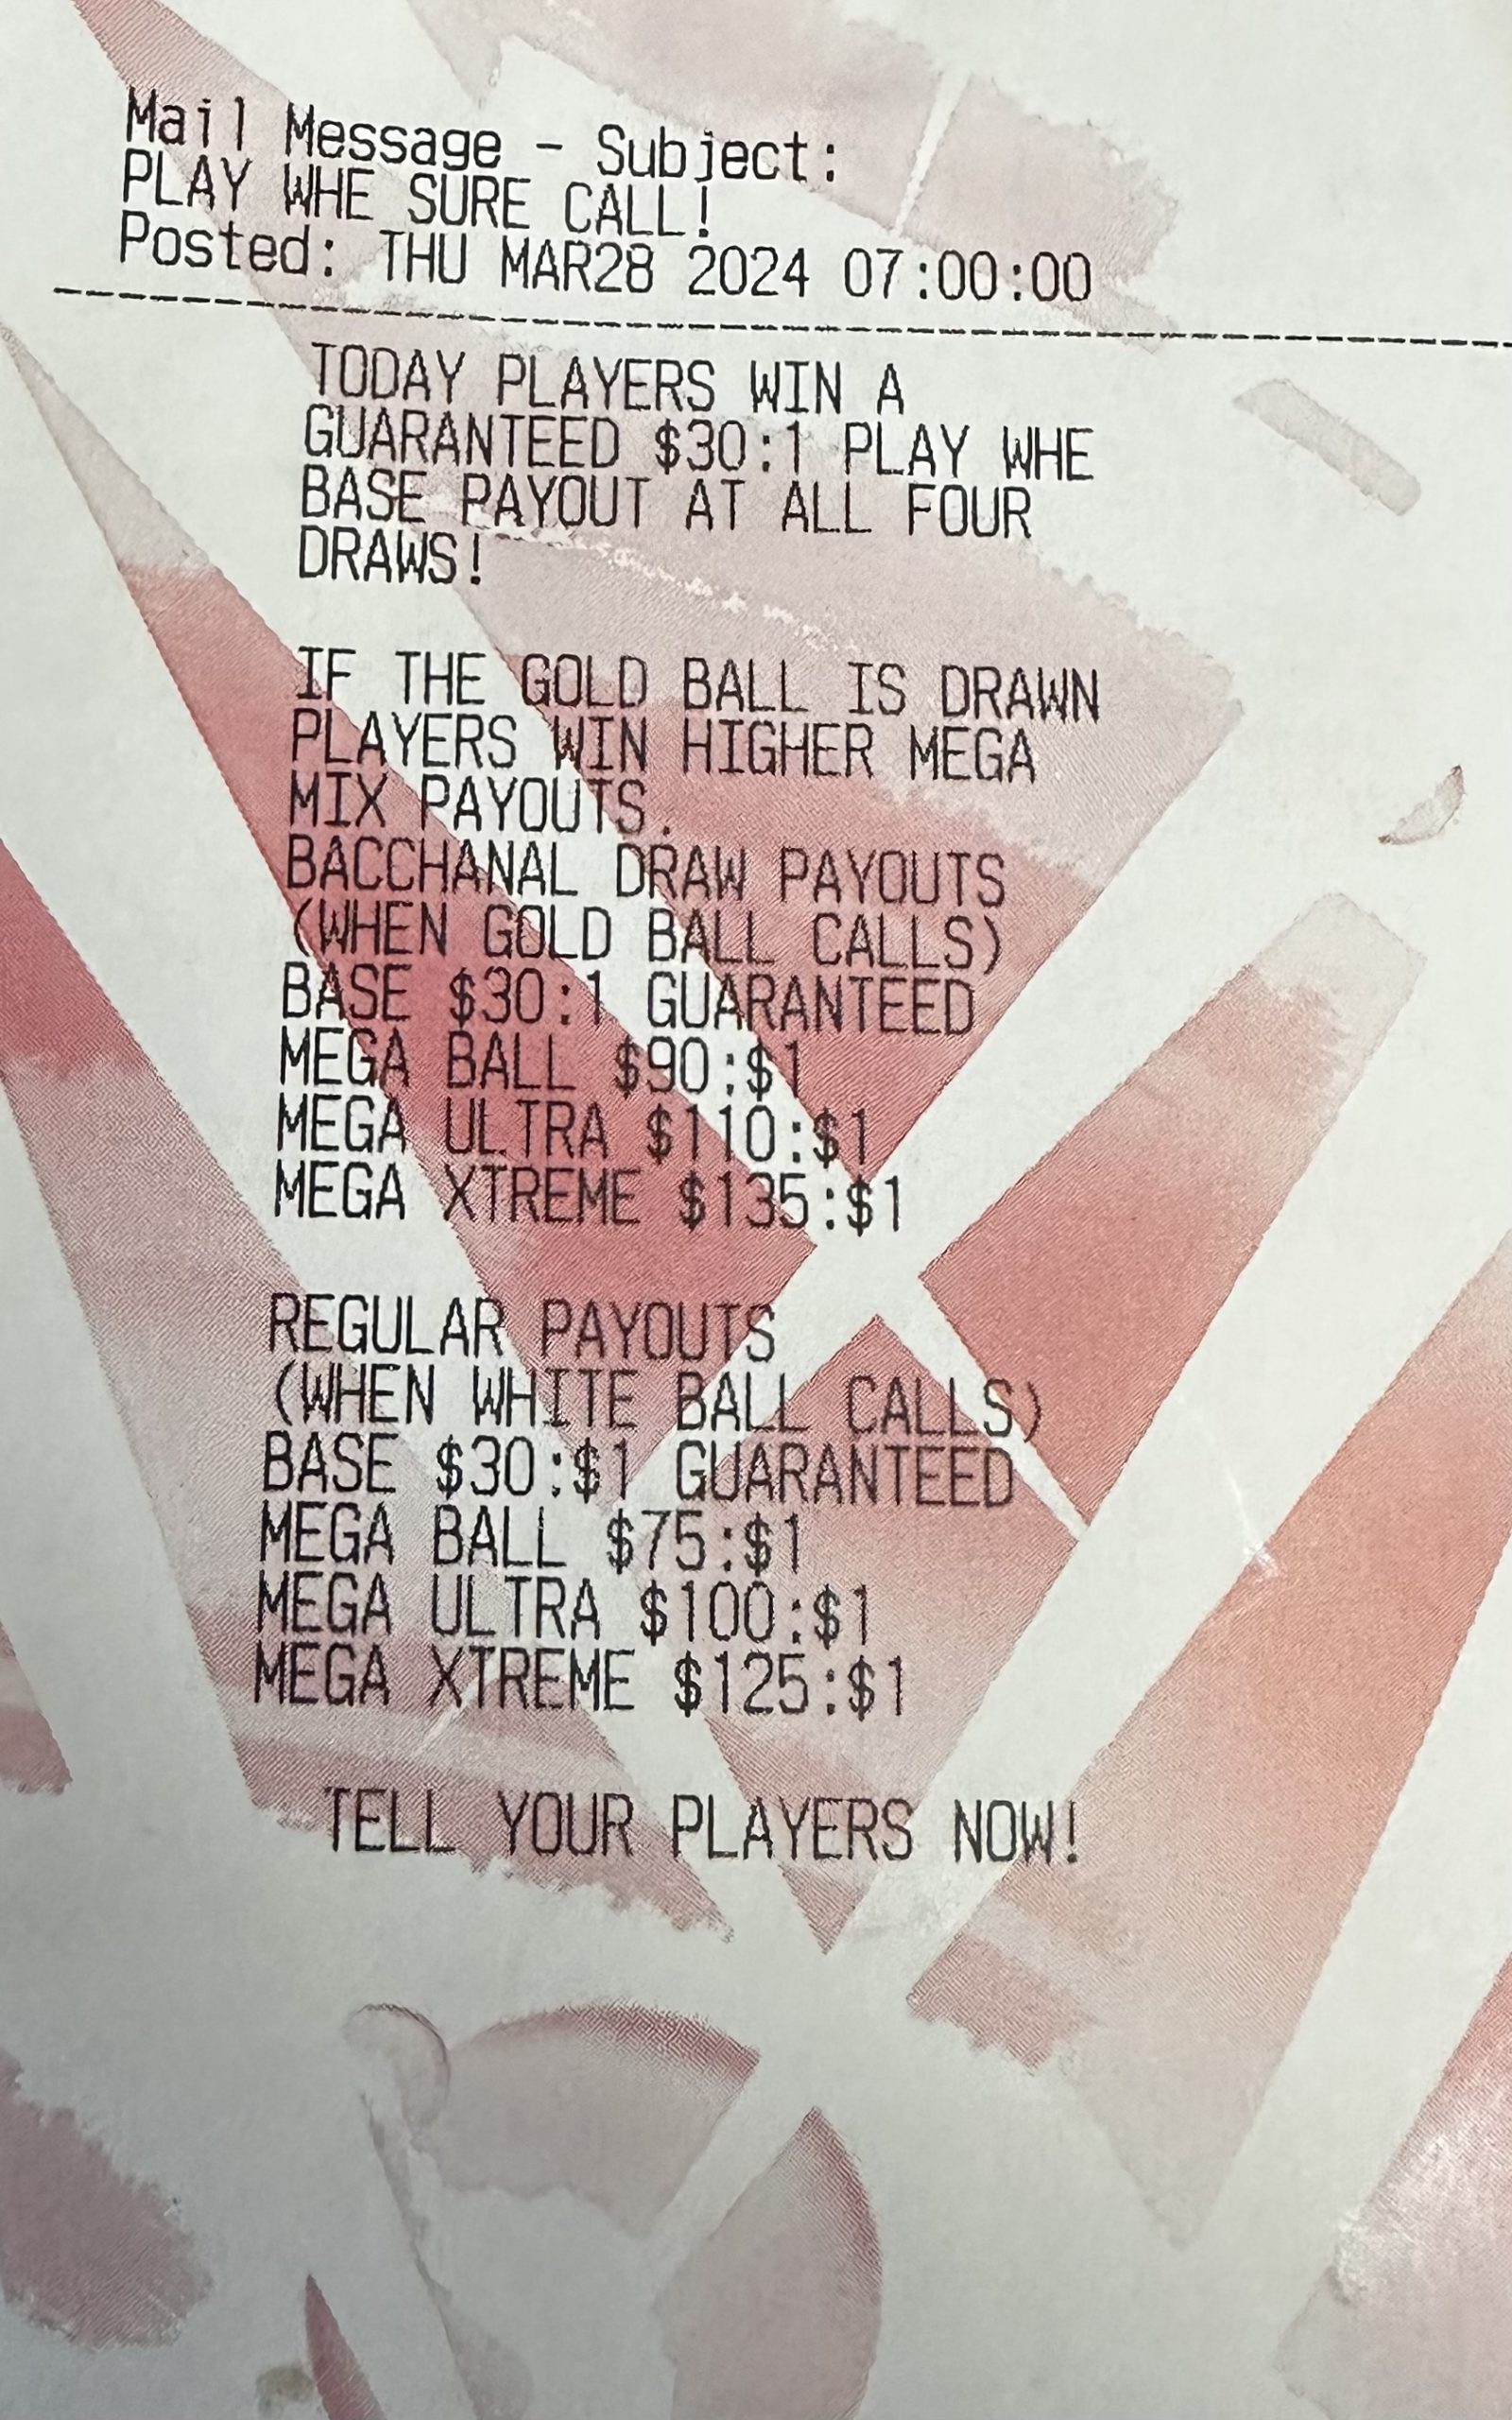 Mail Message - Subject:
PLAY WHE SURE CALL!
Posted: THU MAR28 2024 07:00:00
TODAY PLAYERS WIN A
GUARANTEED $30:1 PLAY WHE
BASE PAYOUT AT ALL FOUR
DRAWS!
IF THE GOLD BALL IS DRAWN
PLAYERS WIN HIGHER MEGA
MIX PAYOUTS.
BACCHANAL DRAW PAYOUTS
(WHEN GOLD BALL CALLS)
BASE $30:1 GUARANTEED
MEGA BALL $90:$1
MEGA ULTRA $110:$1
MEGA XTREME $135:$1
REGULAR PAYOUTS
(WHEN WHITE BALL CALLS)
BASE $30:$1 GUARANTEED
MEGA BALL $75:$1
MEGA ULTRA $100:$1
MEGA XTREME $125:$1
TELL YOUR PLAYERS NOW!